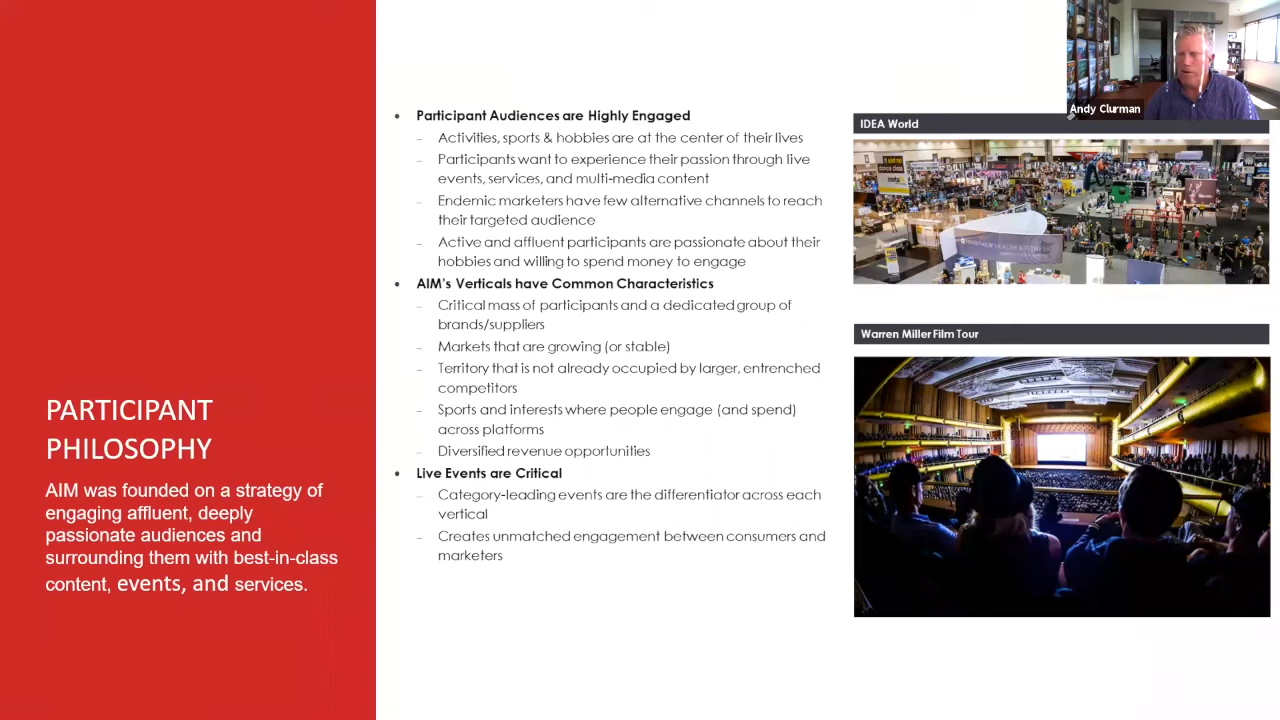 PARTICIPANT
PHILOSOPHY
AIM was founded on a strategy of
engaging affluent, deeply
passionate audiences and
surrounding them with best-in-class
content, events, and services.
• Participant Audiences are Highly Engaged
– Activities, sports & hobbies are at the center of their lives
– Participants want to experience their passion through live
events, services, and multi-media content
– Endemic marketers have few alternative channels to reach
their targeted audience
– Active and affluent participants are passionate about their
hobbies and willing to spend money to engage
• AIM's Verticals have Common Characteristics
– Critical mass of participants and a dedicated group of
brands/suppliers
– Markets that are growing (or stable)
– Territory that is not already occupied by larger, entrenched
competitors
– Sports and interests where people engage (and spend)
across platforms
– Diversified revenue opportunities
• Live Events are Critical
– Category-leading events are the differentiator across each
vertical
– Creates unmatched engagement between consumers and
marketers
Andy Clurman
IDEA World
dance class
meta
HEALTH & FITNESS
Warren Miller Film Tour